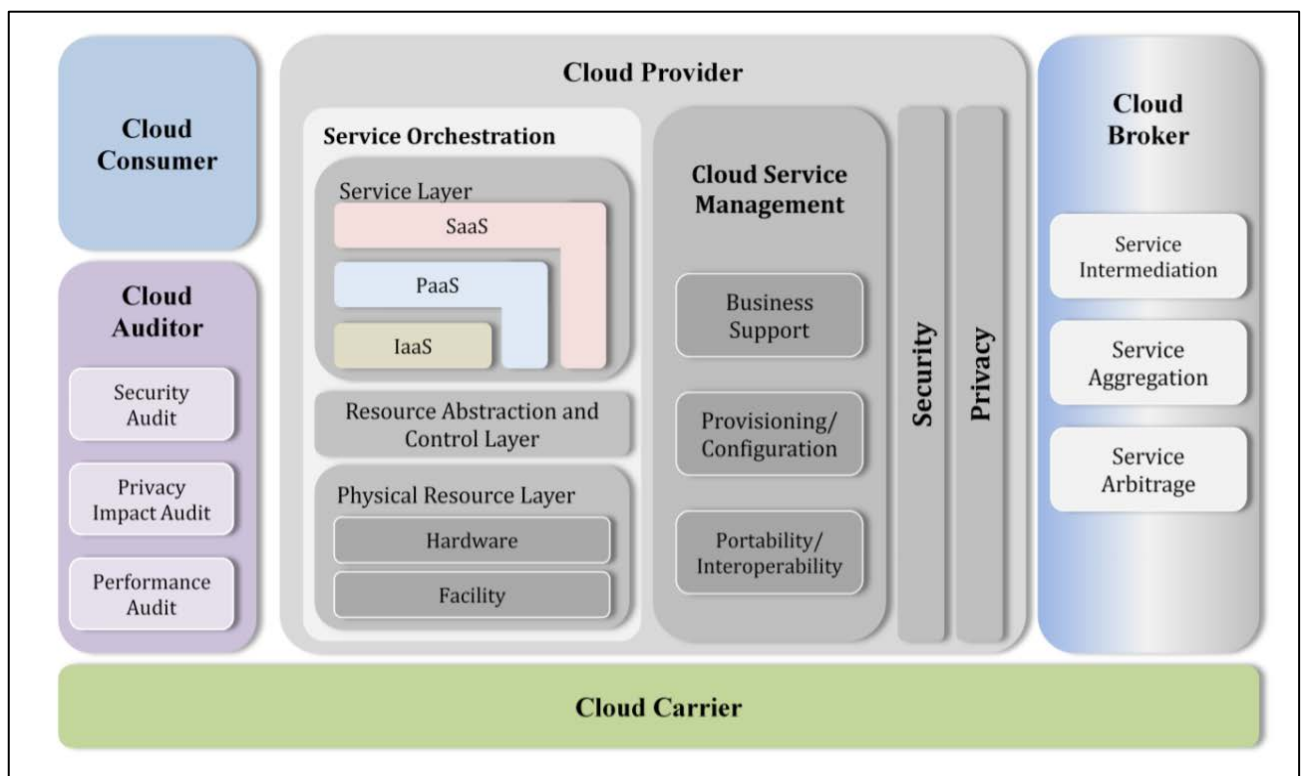 Cloud
Consumer
Cloud
Auditor
Security
Audit
Privacy
Impact Audit
Performance
Audit
Cloud Provider
Service Orchestration
Service Layer
SaaS
PaaS
IaaS
Resource Abstraction and
Control Layer
Physical Resource Layer
Hardware
Facility
Cloud Service
Management
Business
Support
Provisioning/
Configuration
Portability/
Interoperability
Security
Privacy
Cloud
Broker
Service
Intermediation
Service
Aggregation
Service
Arbitrage
Cloud Carrier